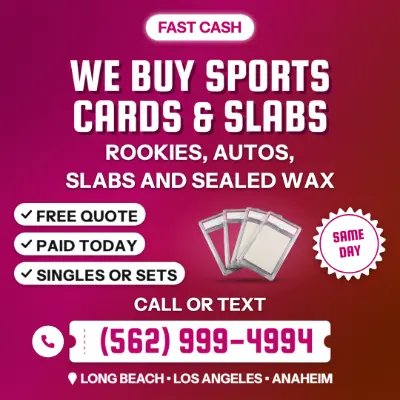 FAST CASH
WE BUY SPORTS
CARDS & SLABS
ROOKIES, AUTOS,
SLABS AND SEALED WAX
FREE QUOTE
PAID TODAY
SINGLES OR SETS
SAME
DAY
CALL OR TEXT
(562) 999-4994
LONG BEACH • LOS ANGELES • ANAHEIM